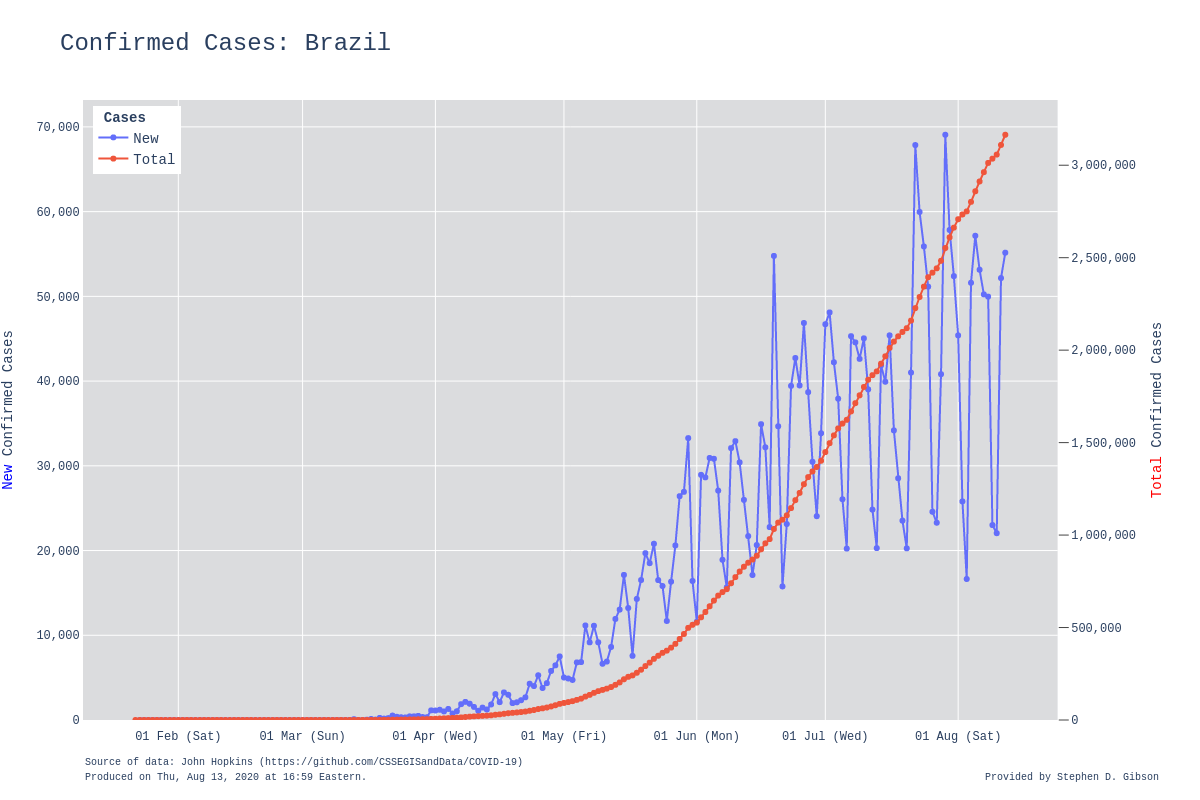 Confirmed Cases: Brazil
Cases
New
Total
70,000
60,000
50,000
40,000
30,000
20,000
10,000
0
New Confirmed Cases
3,000,000
2,500,000
2,000,000
1,500,000
1,000,000
500,000
0
Total Confirmed Cases
01 Feb (Sat)
01 Mar (Sun)
01 Apr (Wed)
01 May (Fri)
01 Jun (Mon)
01 Jul (Wed)
01 Aug (Sat)
Source of data: John Hopkins (https://github.com/CSSEGISandData/COVID-19)
Produced on Thu, Aug 13, 2020 at 16:59 Eastern.
Provided by Stephen D. Gibson